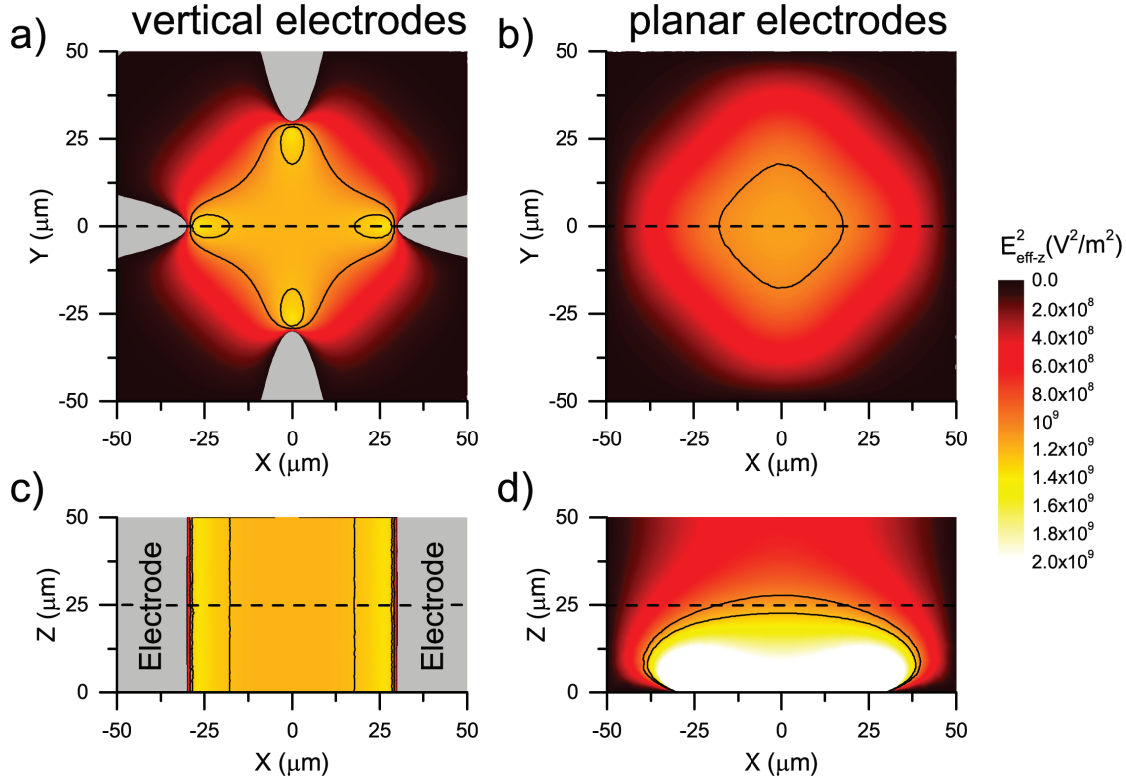 vertical electrodes
planar electrodes
a)
b)
50
25
0
-25
-50
Y (μm)
-50
-25
0
25
50
X (μm)
50
25
0
-25
-50
Y (μm)
-50
-25
0
25
50
X (μm)
E²eff-z(V²/m²)
0.0
2.0x10⁸
4.0x10⁸
6.0x10⁸
8.0x10⁸
10⁹
1.2x10⁹
1.6x10⁹
1.8x10⁹
2.0x10⁹
c)
d)
50
25
0
Z (μm)
Electrode
Electrode
-50
-25
0
25
50
X (μm)
50
25
0
Z (μm)
-50
-25
0
25
50
X (μm)